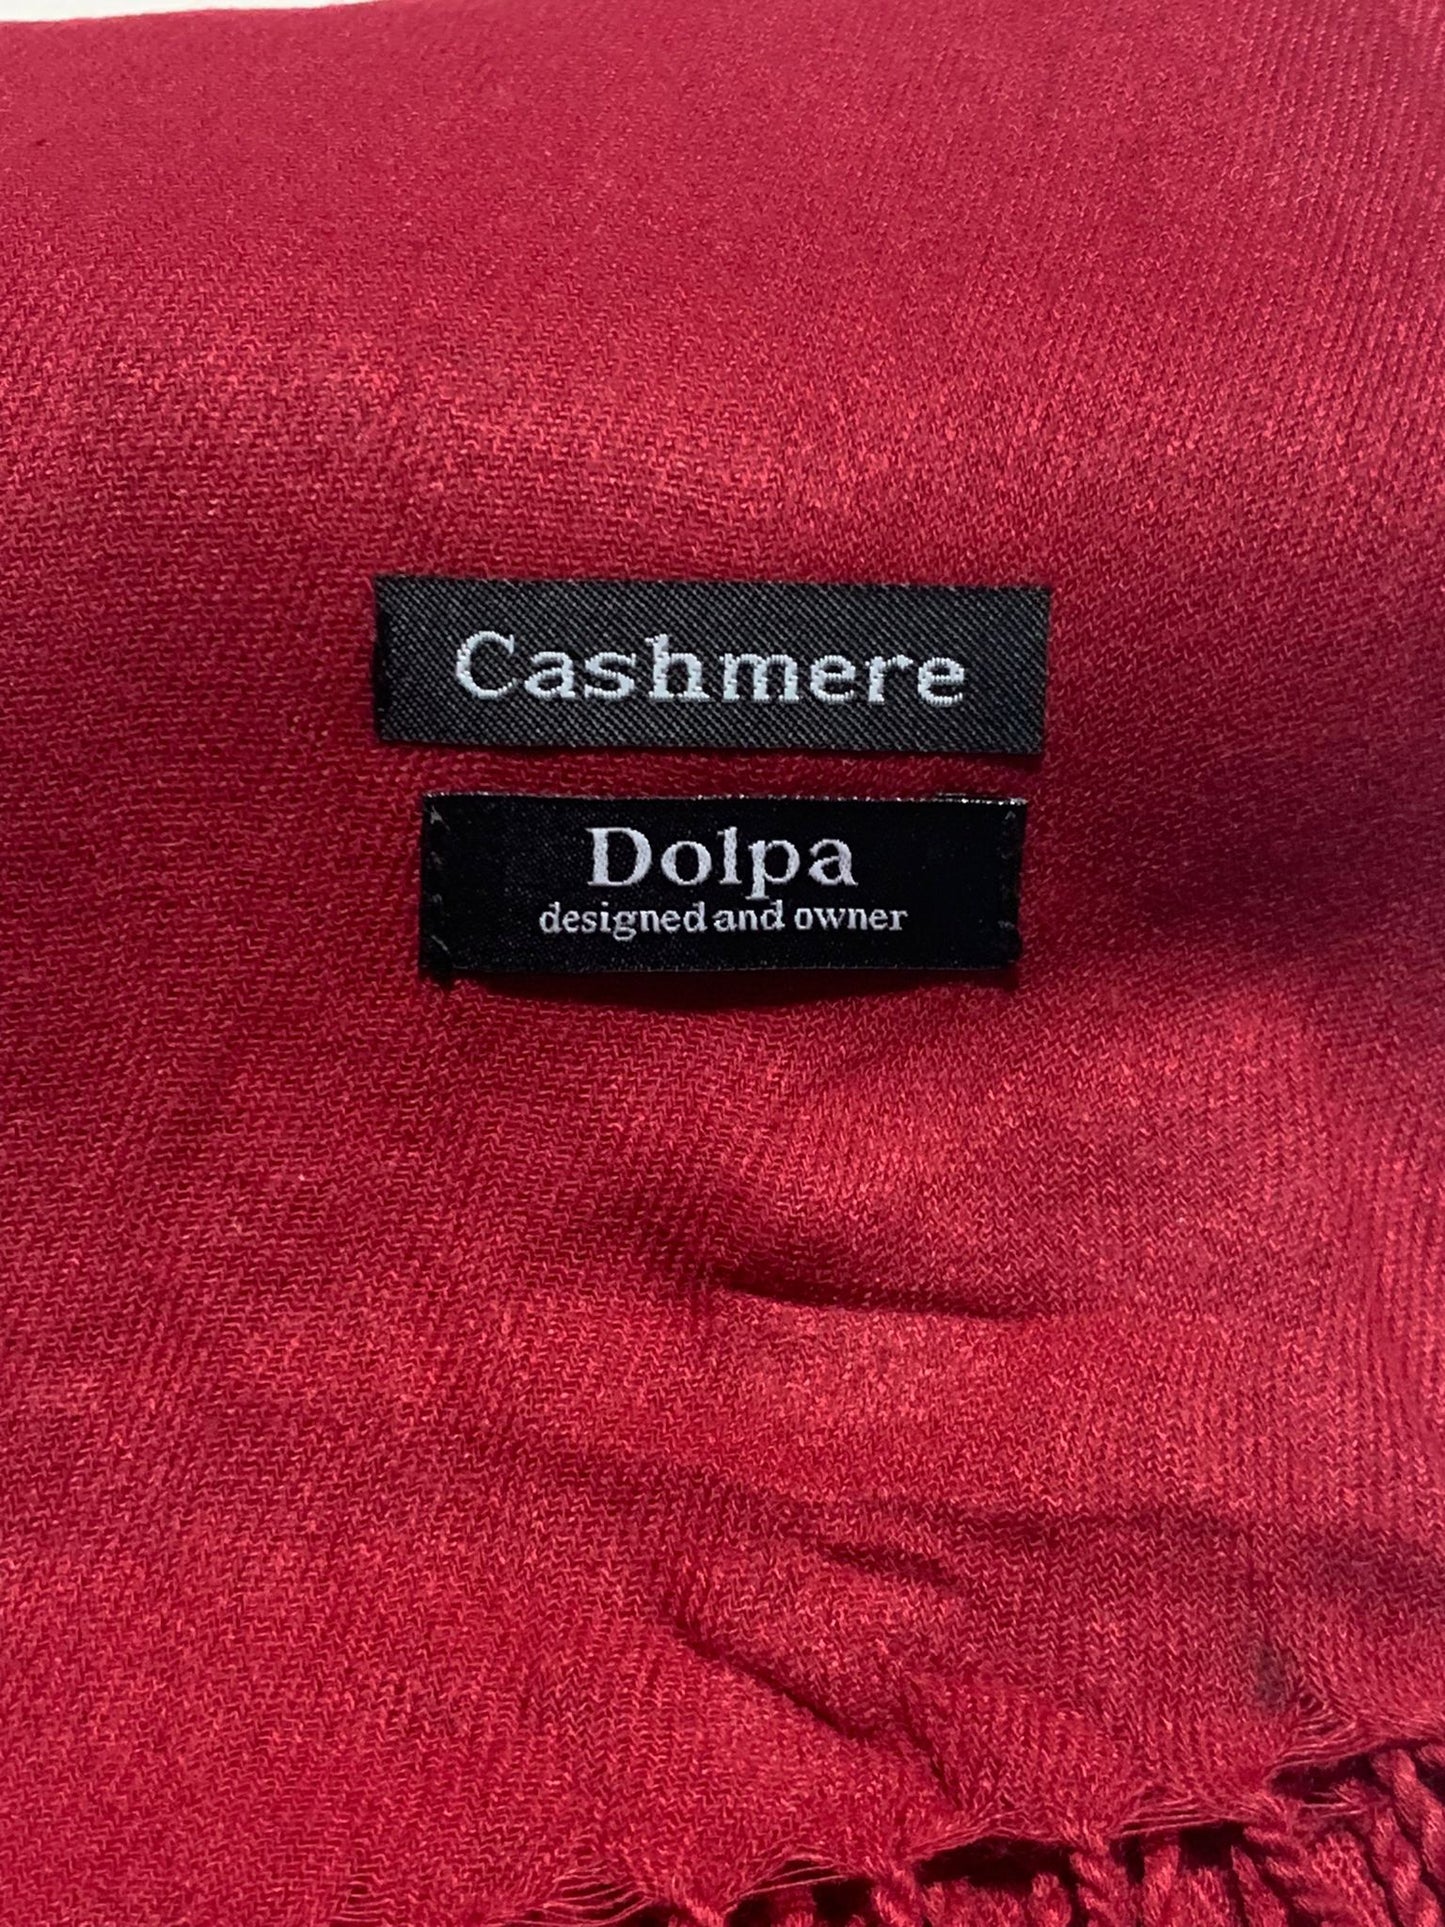 Cashmere
Dolpa
designed and owner